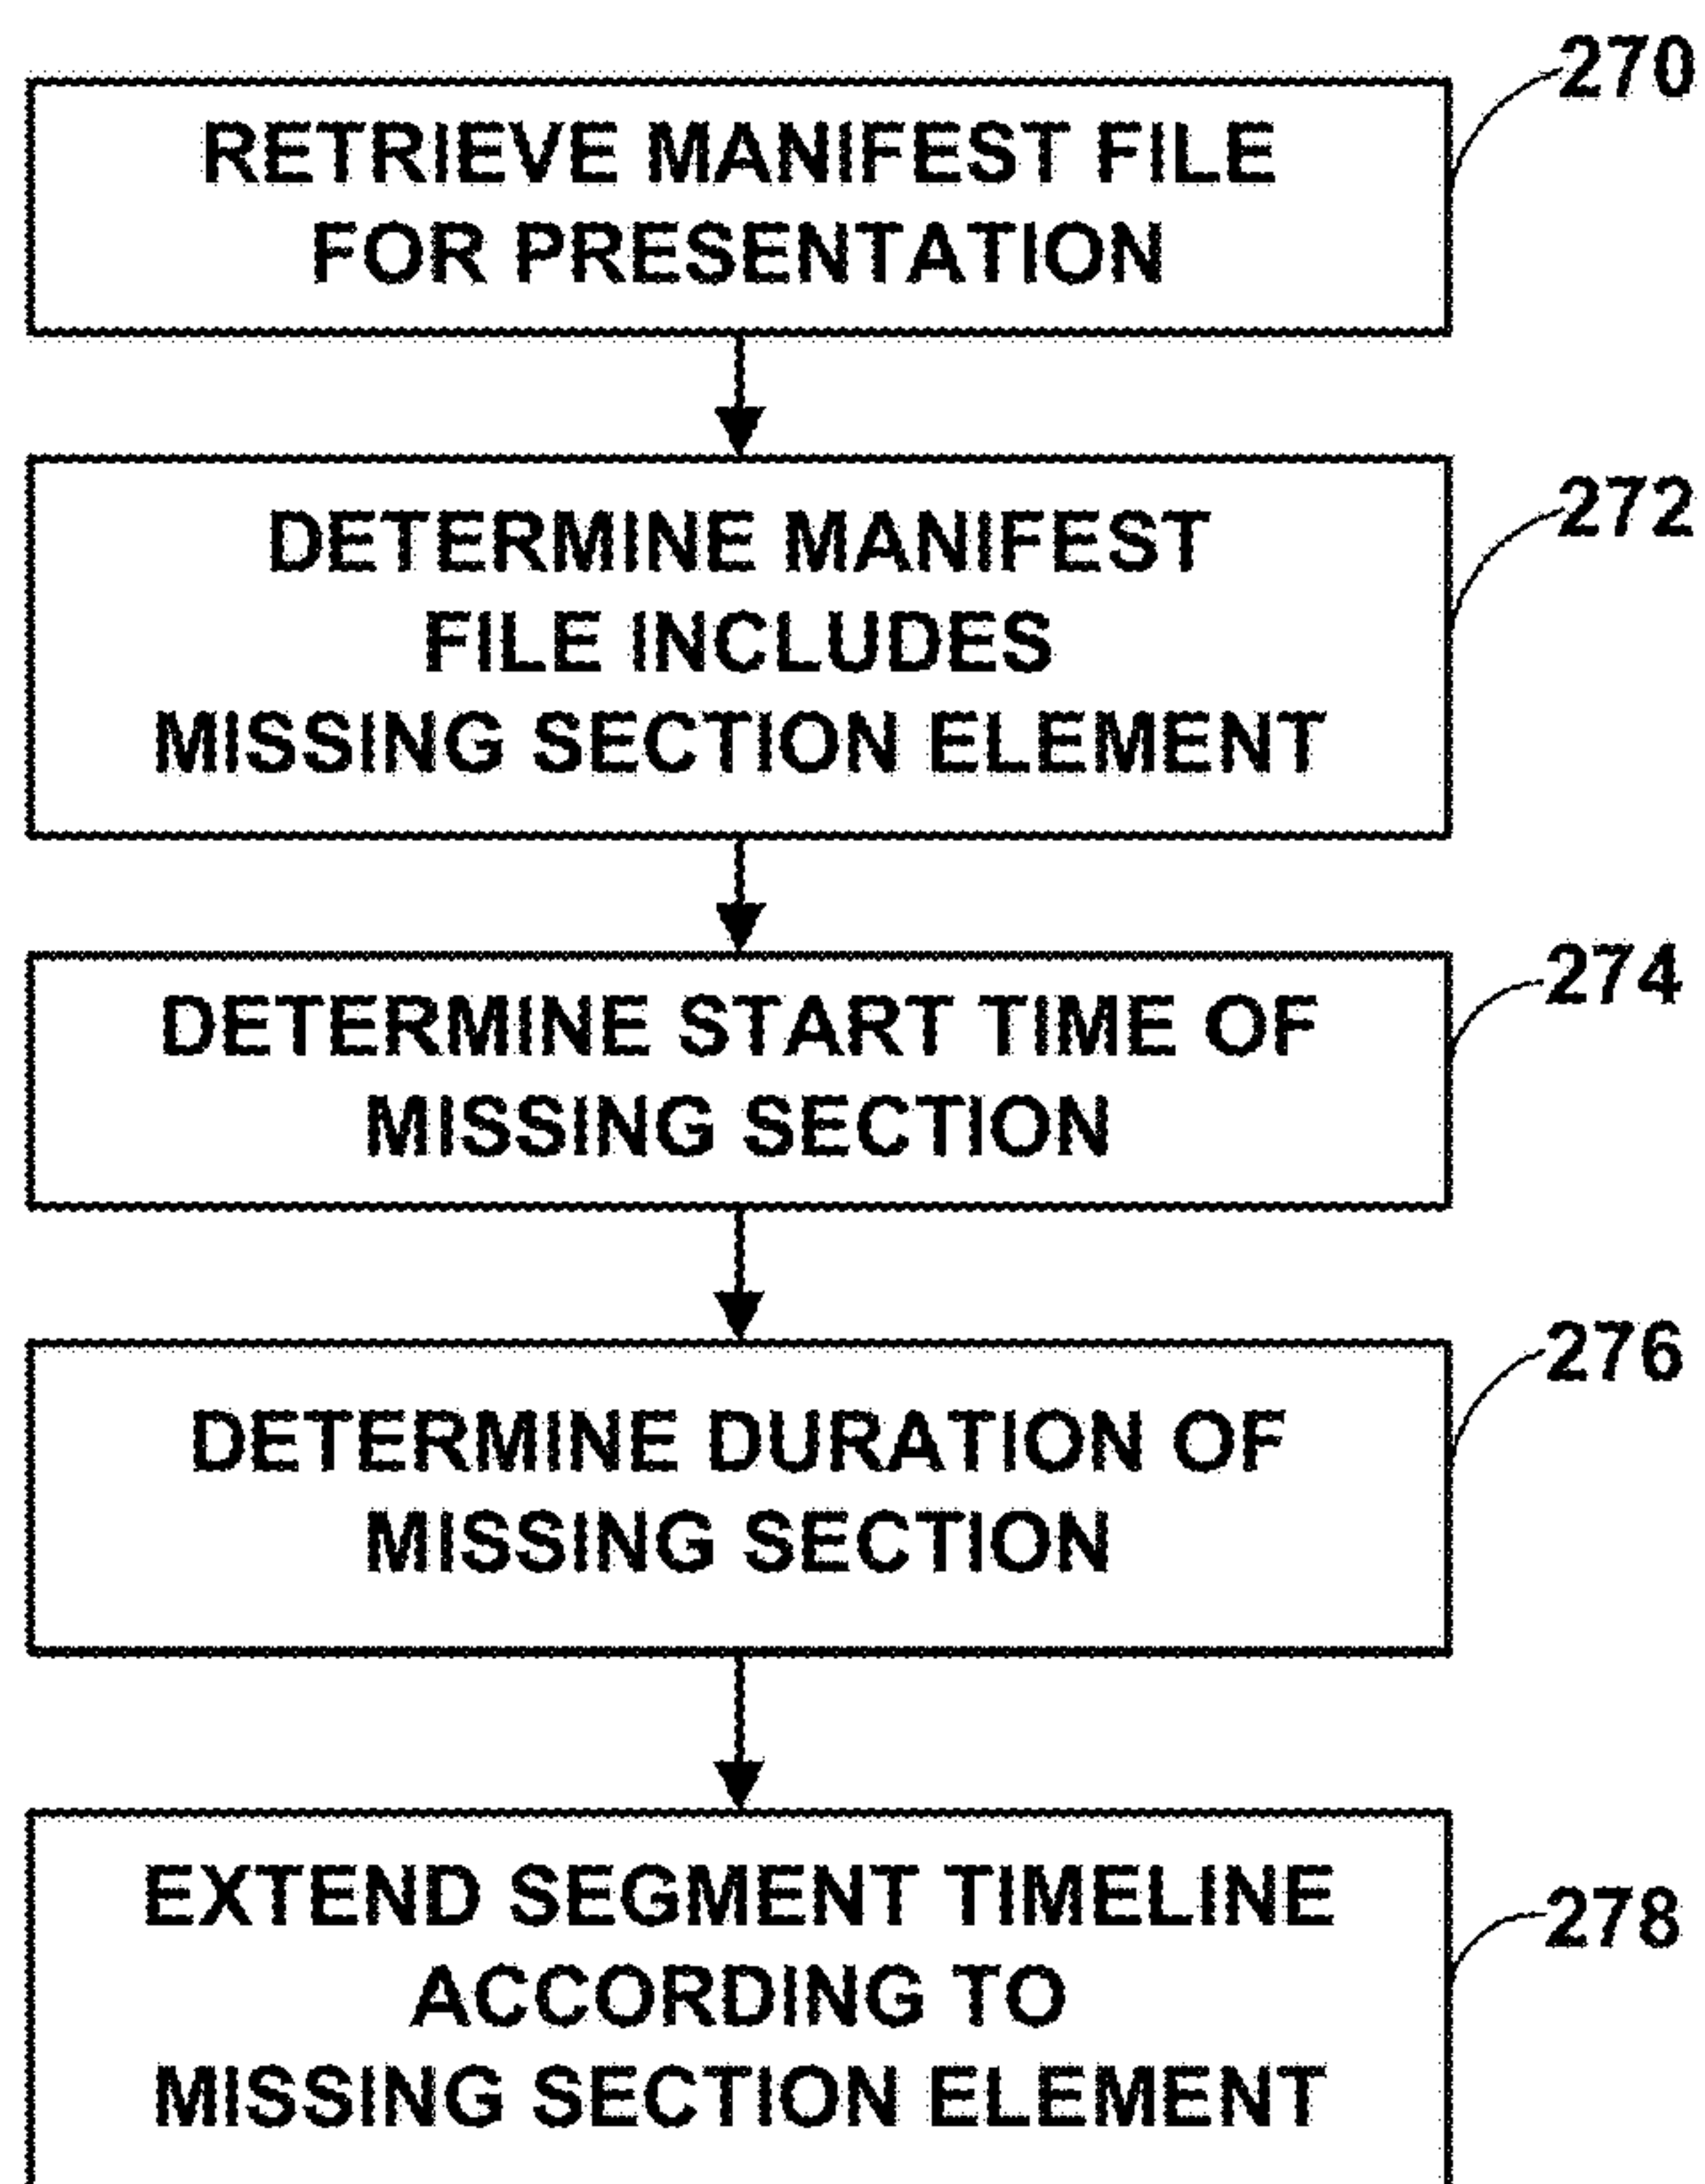 270
RETRIEVE MANIFEST FILE
FOR PRESENTATION
272
DETERMINE MANIFEST
FILE INCLUDES
MISSING SECTION ELEMENT
274
DETERMINE START TIME OF
MISSING SECTION
276
DETERMINE DURATION OF
MISSING SECTION
278
EXTEND SEGMENT TIMELINE
ACCORDING TO
MISSING SECTION ELEMENT